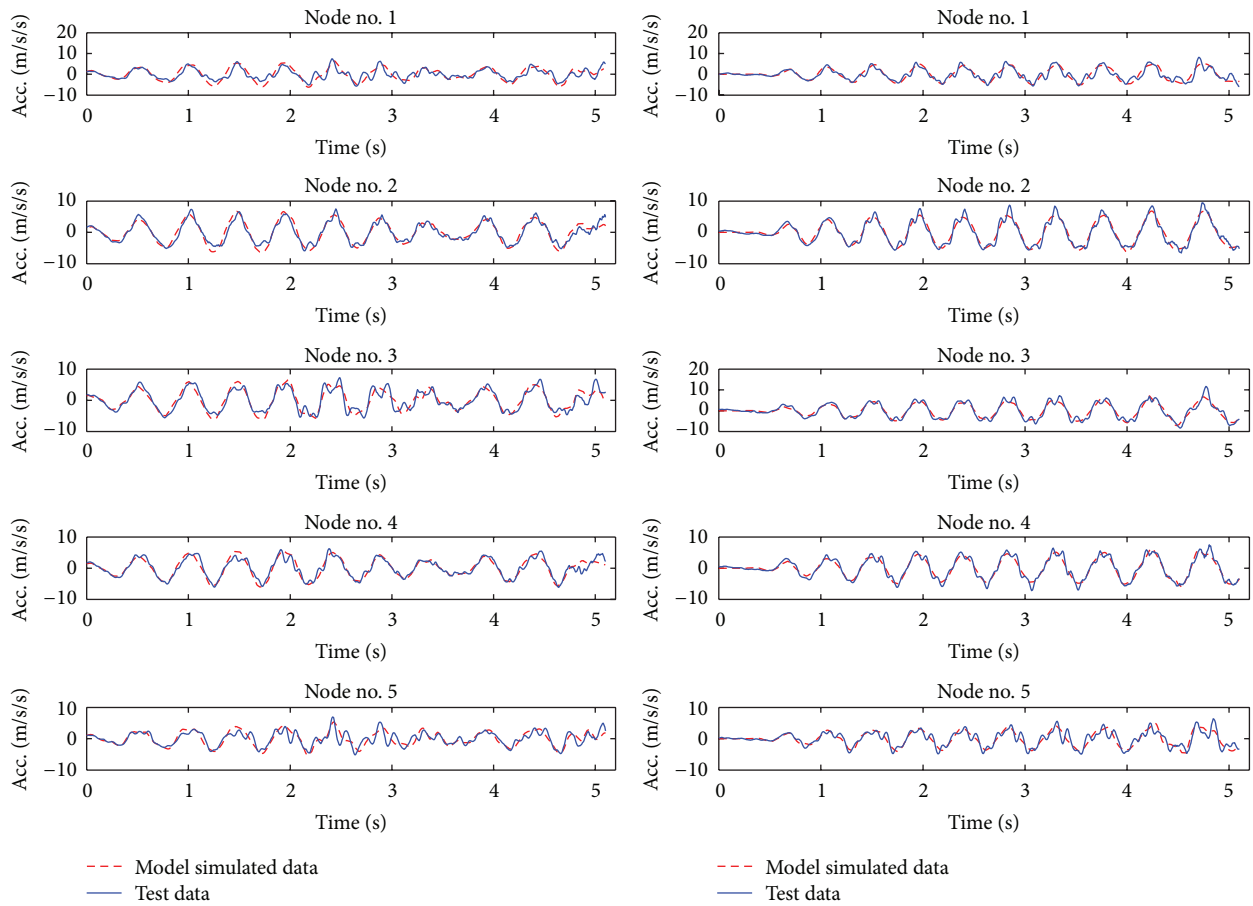 Node no. 1
Acc. (m/s/s)
20
10
0
−10
0 1 2 3 4 5
Time (s)
Node no. 2
Acc. (m/s/s)
10
0
−10
0 1 2 3 4 5
Time (s)
Node no. 3
Acc. (m/s/s)
10
0
−10
0 1 2 3 4 5
Time (s)
Node no. 4
Acc. (m/s/s)
10
0
−10
0 1 2 3 4 5
Time (s)
Node no. 5
Acc. (m/s/s)
10
0
−10
0 1 2 3 4 5
Time (s)
Model simulated data
Test data
Node no. 1
Acc. (m/s/s)
20
10
0
−10
0 1 2 3 4 5
Time (s)
Node no. 2
Acc. (m/s/s)
10
0
−10
0 1 2 3 4 5
Time (s)
Node no. 3
Acc. (m/s/s)
20
10
0
−10
0 1 2 3 4 5
Time (s)
Node no. 4
Acc. (m/s/s)
10
0
−10
0 1 2 3 4 5
Time (s)
Node no. 5
Acc. (m/s/s)
10
0
−10
0 1 2 3 4 5
Time (s)
Model simulated data
Test data